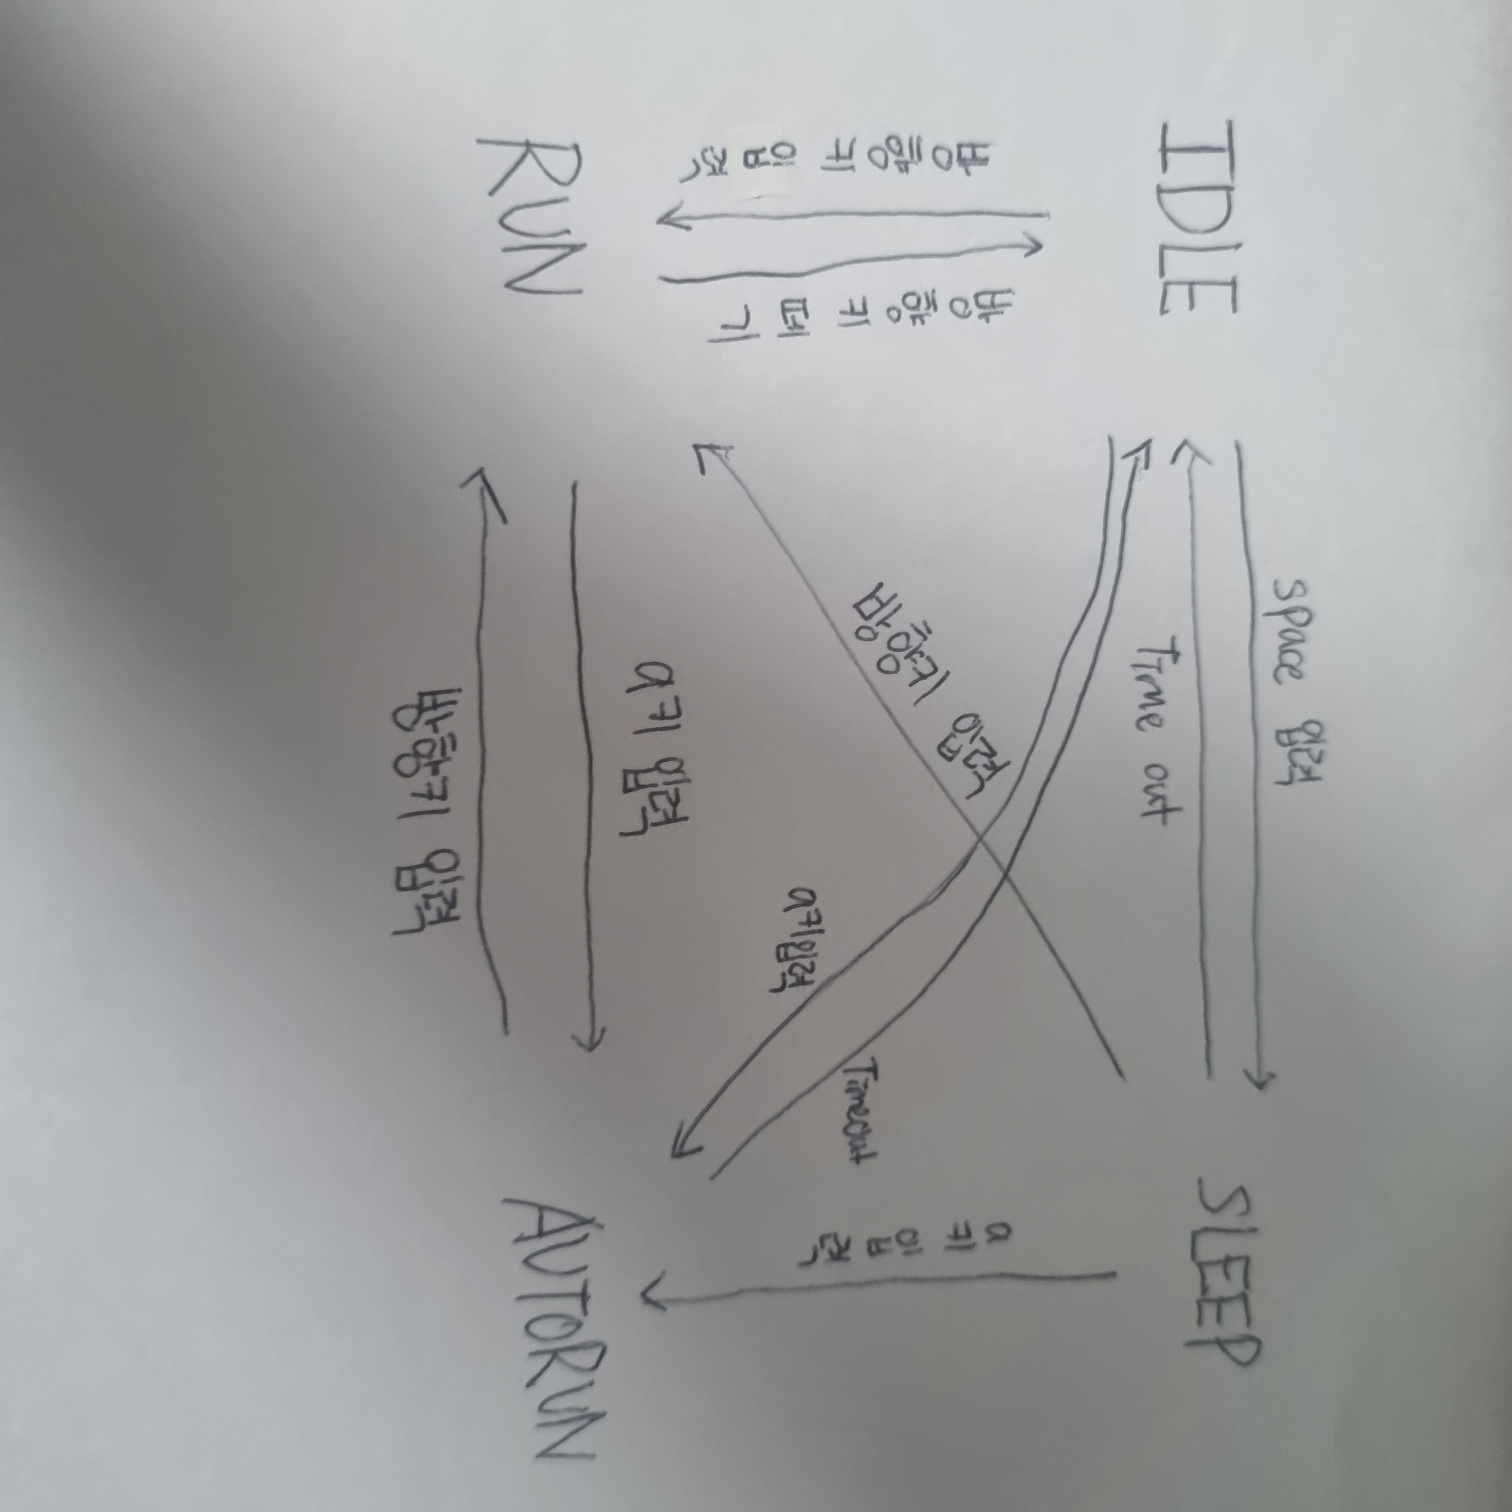 IDLE
space 입력
Time out
SLEEP
방향키 입력
방향키 떼기
방향키 입력
a키입력
Timeout
a키 입력
RUN
a키 입력
방향키 입력
AUTORUN